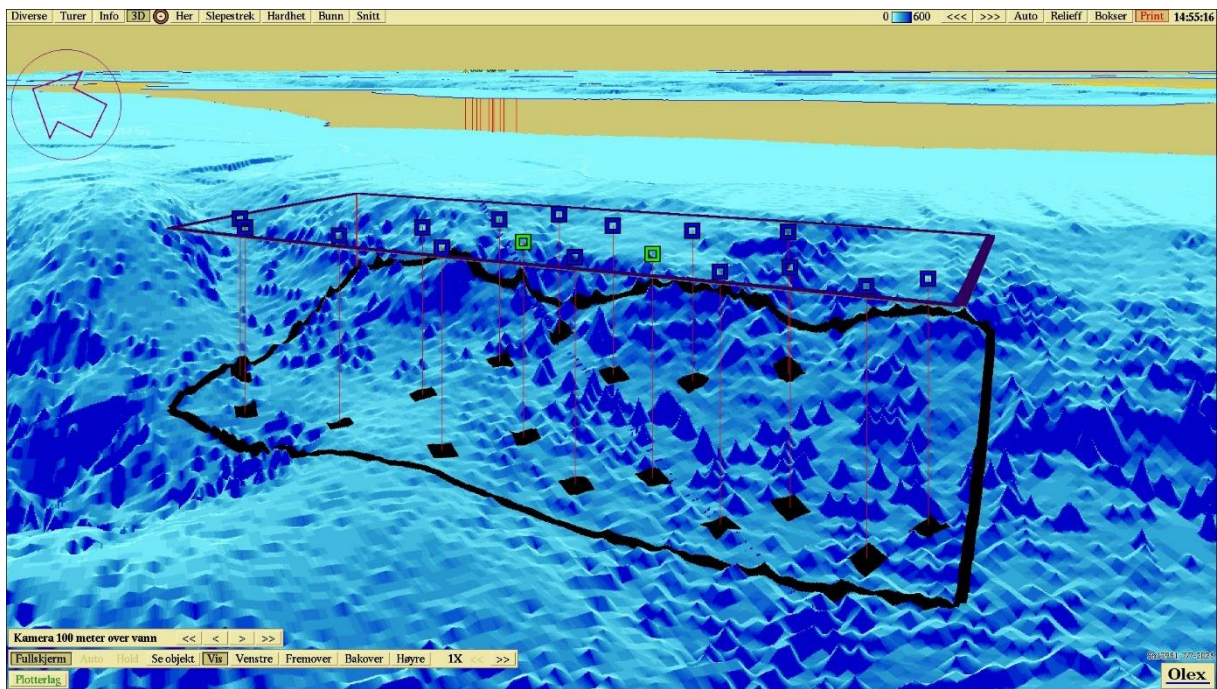 Diverse Turer Info 3D Her Slepestrek Hardhet Bunn Snitt 0 600 <<< >>> Auto Relieff Bokser Print 14:55:16
Kamera 100 meter over vann << < > >>
Fullskjerm Auto Hold Se objekt Vis Venstre Fremover Bakover Høyre 1X << >>
Plotterlag
Olex